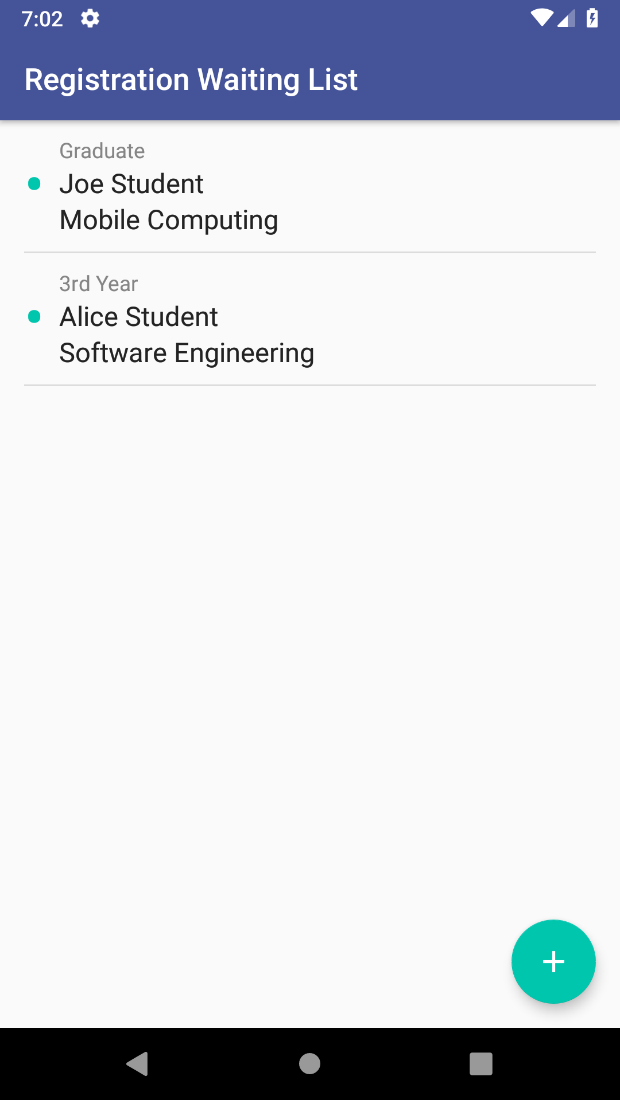 7:02
Registration Waiting List
Graduate
Joe Student
Mobile Computing
3rd Year
Alice Student
Software Engineering
+